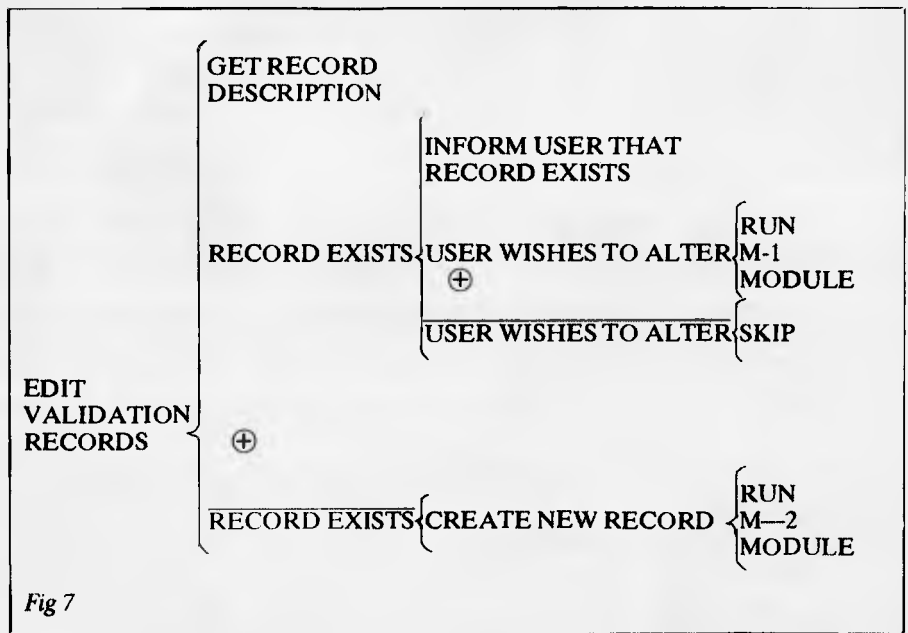 GET RECORD
DESCRIPTION
INFORM USER THAT
RECORD EXISTS
RECORD EXISTS
USER WISHES TO ALTER
RUN
M-1
MODULE
⊕
USER WISHES TO ALTER
SKIP
EDIT
VALIDATION
RECORDS
⊕
RECORD EXISTS
CREATE NEW RECORD
RUN
M—2
MODULE
Fig 7